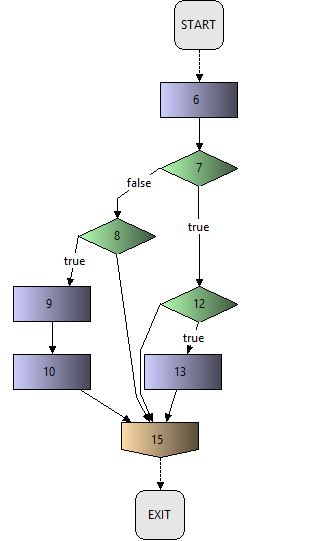 START
6
7
false
8
true
true
9
12
true
10
13
15
EXIT